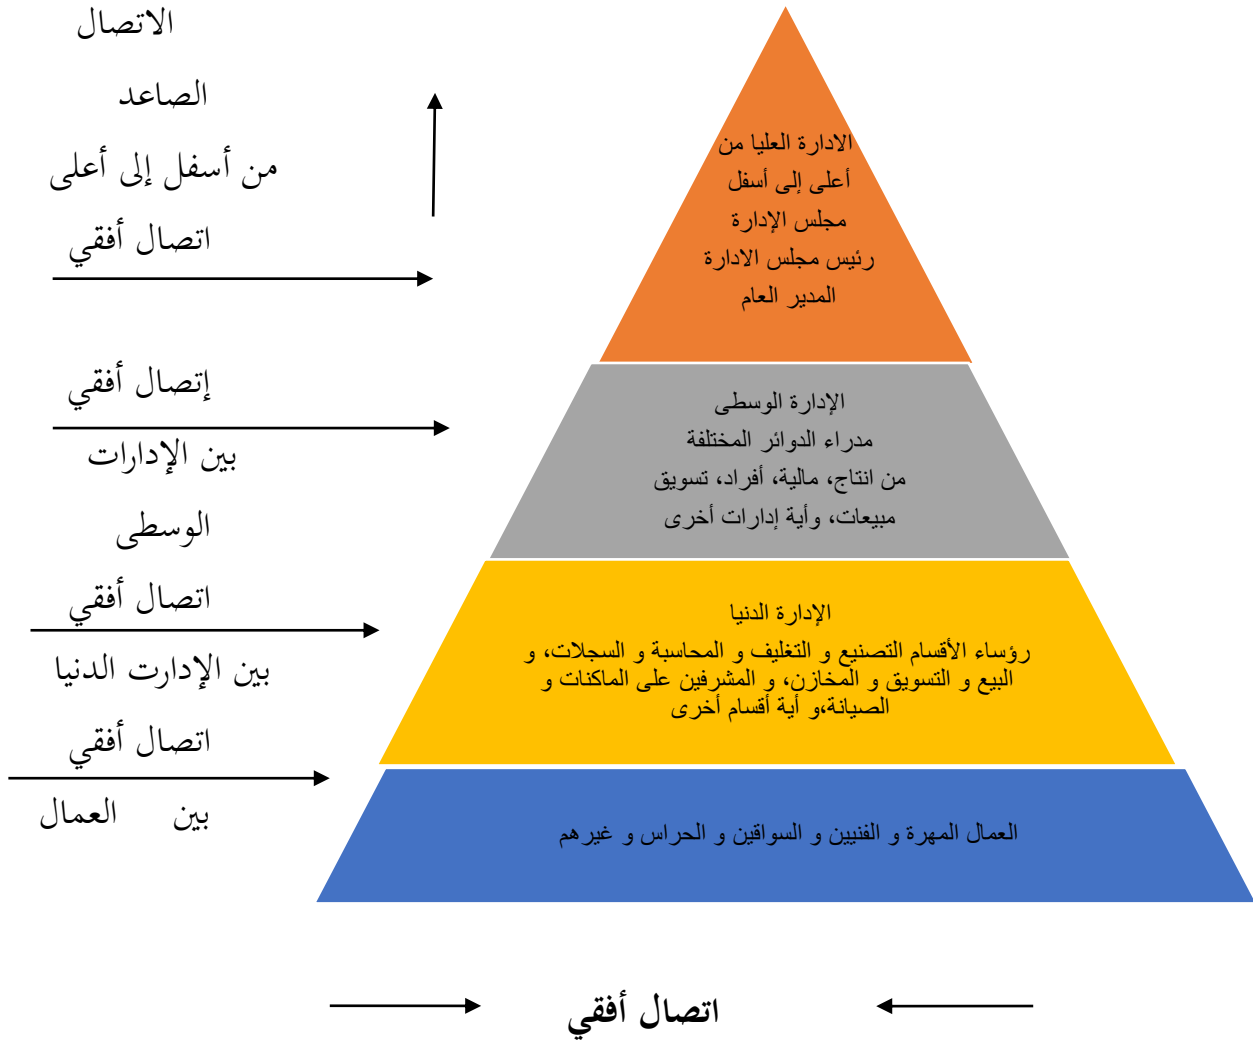 الاتصال
الصاعد
من أسفل إلى أعلى
اتصال أفقي
إتصال أفقي
بين الإدارات
الوسطى
اتصال أفقي
بين الإدارت الدنيا
اتصال أفقي
بين العمال
الادارة العليا من
أعلى إلى أسفل
مجلس الإدارة
رئيس مجلس الادارة
المدير العام
الإدارة الوسطى
مدراء الدوائر المختلفة
من انتاج، مالية، أفراد، تسويق
مبيعات، وأية إدارات أخرى
الإدارة الدنيا
رؤساء الأقسام التصنيع و التغليف و المحاسبة و السجلات، و
البيع و التسويق و المخازن، و المشرفين على الماكنات و
الصيانة،و أية أقسام أخرى
العمال المهرة و الفنيين و السواقين و الحراس و غيرهم
اتصال أفقي